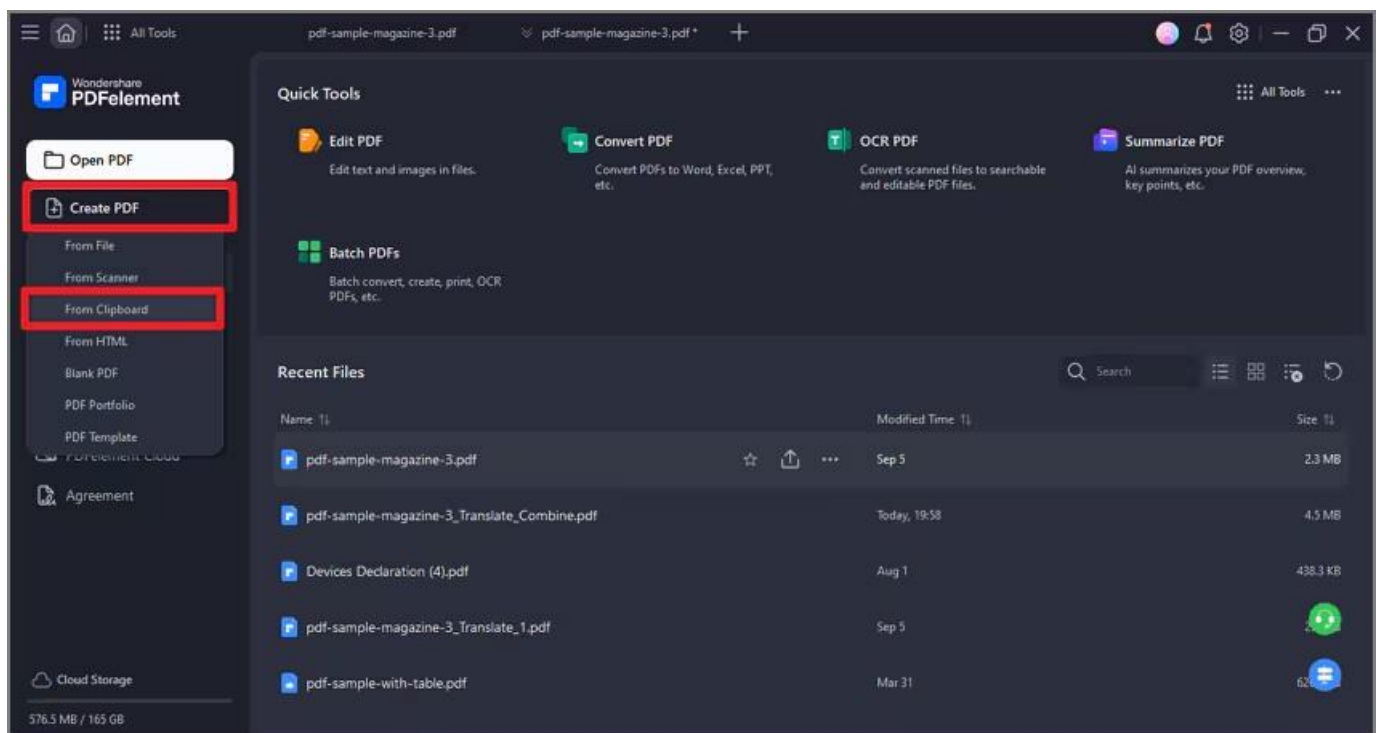 All Tools
pdf-sample-magazine-3.pdf
pdf-sample-magazine-3.pdf *
Wondershare
PDFelement
Open PDF
Create PDF
From File
From Scanner
From Clipboard
From HTML
Blank PDF
PDF Portfolio
PDF Template
PDFelement Cloud
Agreement
Cloud Storage
576.5 MB / 165 GB
Quick Tools
All Tools
Edit PDF
Edit text and images in files.
Convert PDF
Convert PDFs to Word, Excel, PPT,
etc.
OCR PDF
Convert scanned files to searchable
and editable PDF files.
Summarize PDF
AI summarizes your PDF overview,
key points, etc.
Batch PDFs
Batch convert, create, print, OCR
PDFs, etc.
Recent Files
Search
Name
Modified Time
Size
pdf-sample-magazine-3.pdf
Sep 5
2.3 MB
pdf-sample-magazine-3_Translate_Combine.pdf
Today, 19:58
4.5 MB
Devices Declaration (4).pdf
Aug 1
438.3 KB
pdf-sample-magazine-3_Translate_1.pdf
Sep 5
pdf-sample-with-table.pdf
Mar 31